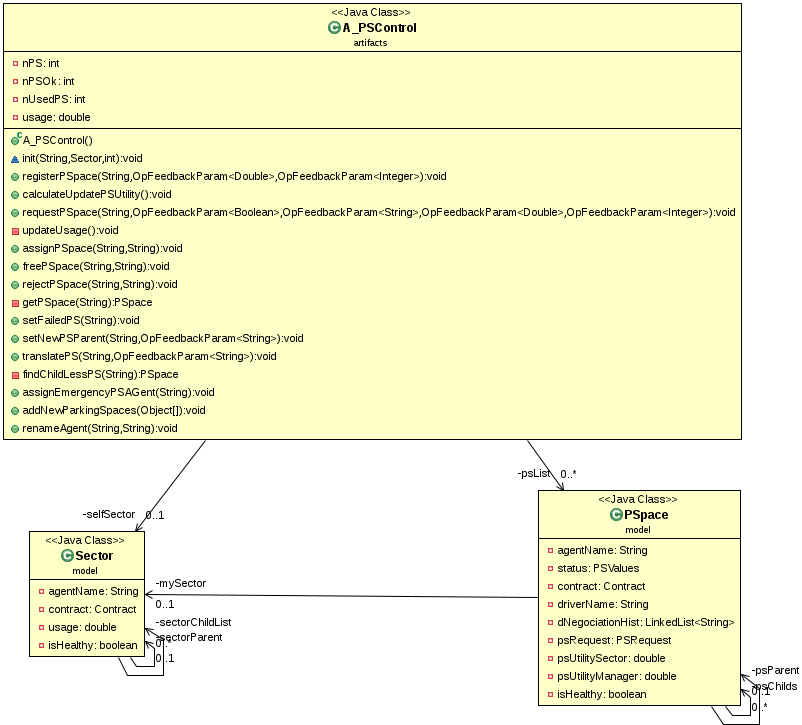 <<Java Class>>
A_PSControl
artifacts
nPS: int
nPSOk: int
nUsedPS: int
usage: double
A_PSControl()
init(String,Sector,int):void
registerPSpace(String,OpFeedbackParam<Double>,OpFeedbackParam<Integer>):void
calculateUpdatePSUtility():void
requestPSpace(String,OpFeedbackParam<Boolean>,OpFeedbackParam<String>,OpFeedbackParam<Double>,OpFeedbackParam<Integer>):void
updateUsage():void
assignPSpace(String,String):void
freePSpace(String,String):void
rejectPSpace(String,String):void
getPSpace(String):PSpace
setFailedPS(String):void
setNewPSParent(String,OpFeedbackParam<String>):void
translatePS(String,OpFeedbackParam<String>):void
findChildLessPS(String):PSpace
assignEmergencyPSAGent(String):void
addNewParkingSpaces(Object[]):void
renameAgent(String,String):void
-selfSector 0..1
-psList 0..*
<<Java Class>>
Sector
model
agentName: String
contract: Contract
usage: double
isHealthy: boolean
-mySector
0..1
-sectorChildList
-sectorParent
0..*
0..1
<<Java Class>>
PSpace
model
agentName: String
status: PSValues
contract: Contract
driverName: String
dNegociationHist: LinkedList<String>
psRequest: PSRequest
psUtilitySector: double
psUtilityManager: double
isHealthy: boolean
-psParent
-psChilds
0..1
0..*